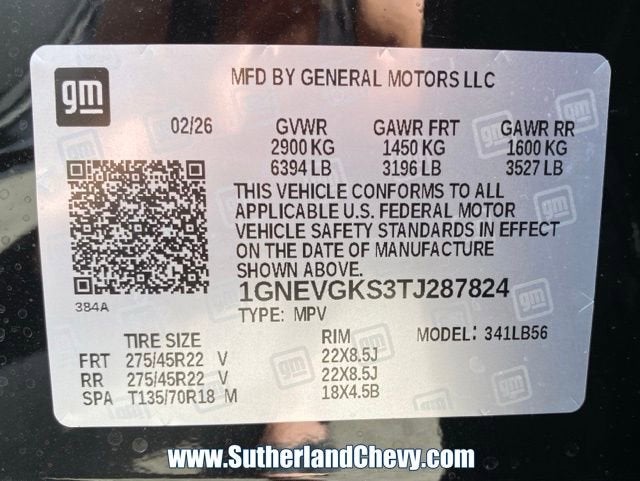 gm
MFD BY GENERAL MOTORS LLC
02/26 GVWR GAWR FRT GAWR RR
2900 KG 1450 KG 1600 KG
6394 LB 3196 LB 3527 LB
THIS VEHICLE CONFORMS TO ALL
APPLICABLE U.S. FEDERAL MOTOR
VEHICLE SAFETY STANDARDS IN EFFECT
ON THE DATE OF MANUFACTURE
SHOWN ABOVE.
384A
1GNEVGKS3TJ287824
TYPE: MPV
TIRE SIZE RIM MODEL: 341LB56
FRT 275/45R22 V 22X8.5J
RR 275/45R22 V 22X8.5J
SPA T135/70R18 M 18X4.5B
www.SutherlandChevy.com